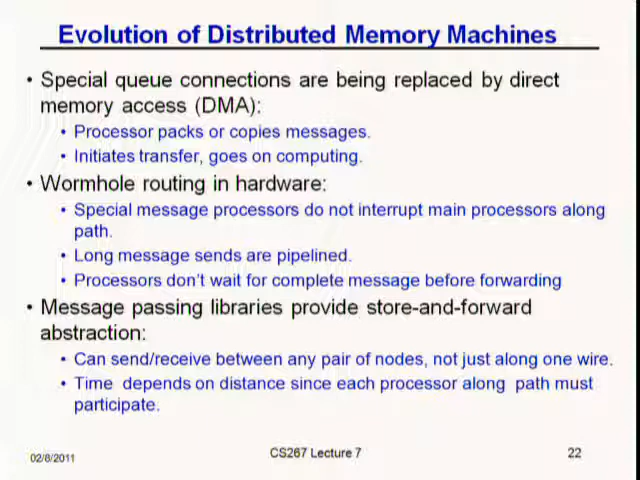 Evolution of Distributed Memory Machines
• Special queue connections are being replaced by direct
memory access (DMA):
• Processor packs or copies messages.
• Initiates transfer, goes on computing.
• Wormhole routing in hardware:
• Special message processors do not interrupt main processors along
path.
• Long message sends are pipelined.
• Processors don't wait for complete message before forwarding
• Message passing libraries provide store-and-forward
abstraction:
• Can send/receive between any pair of nodes, not just along one wire.
• Time depends on distance since each processor along path must
participate.
02/8/2011 CS267 Lecture 7 22